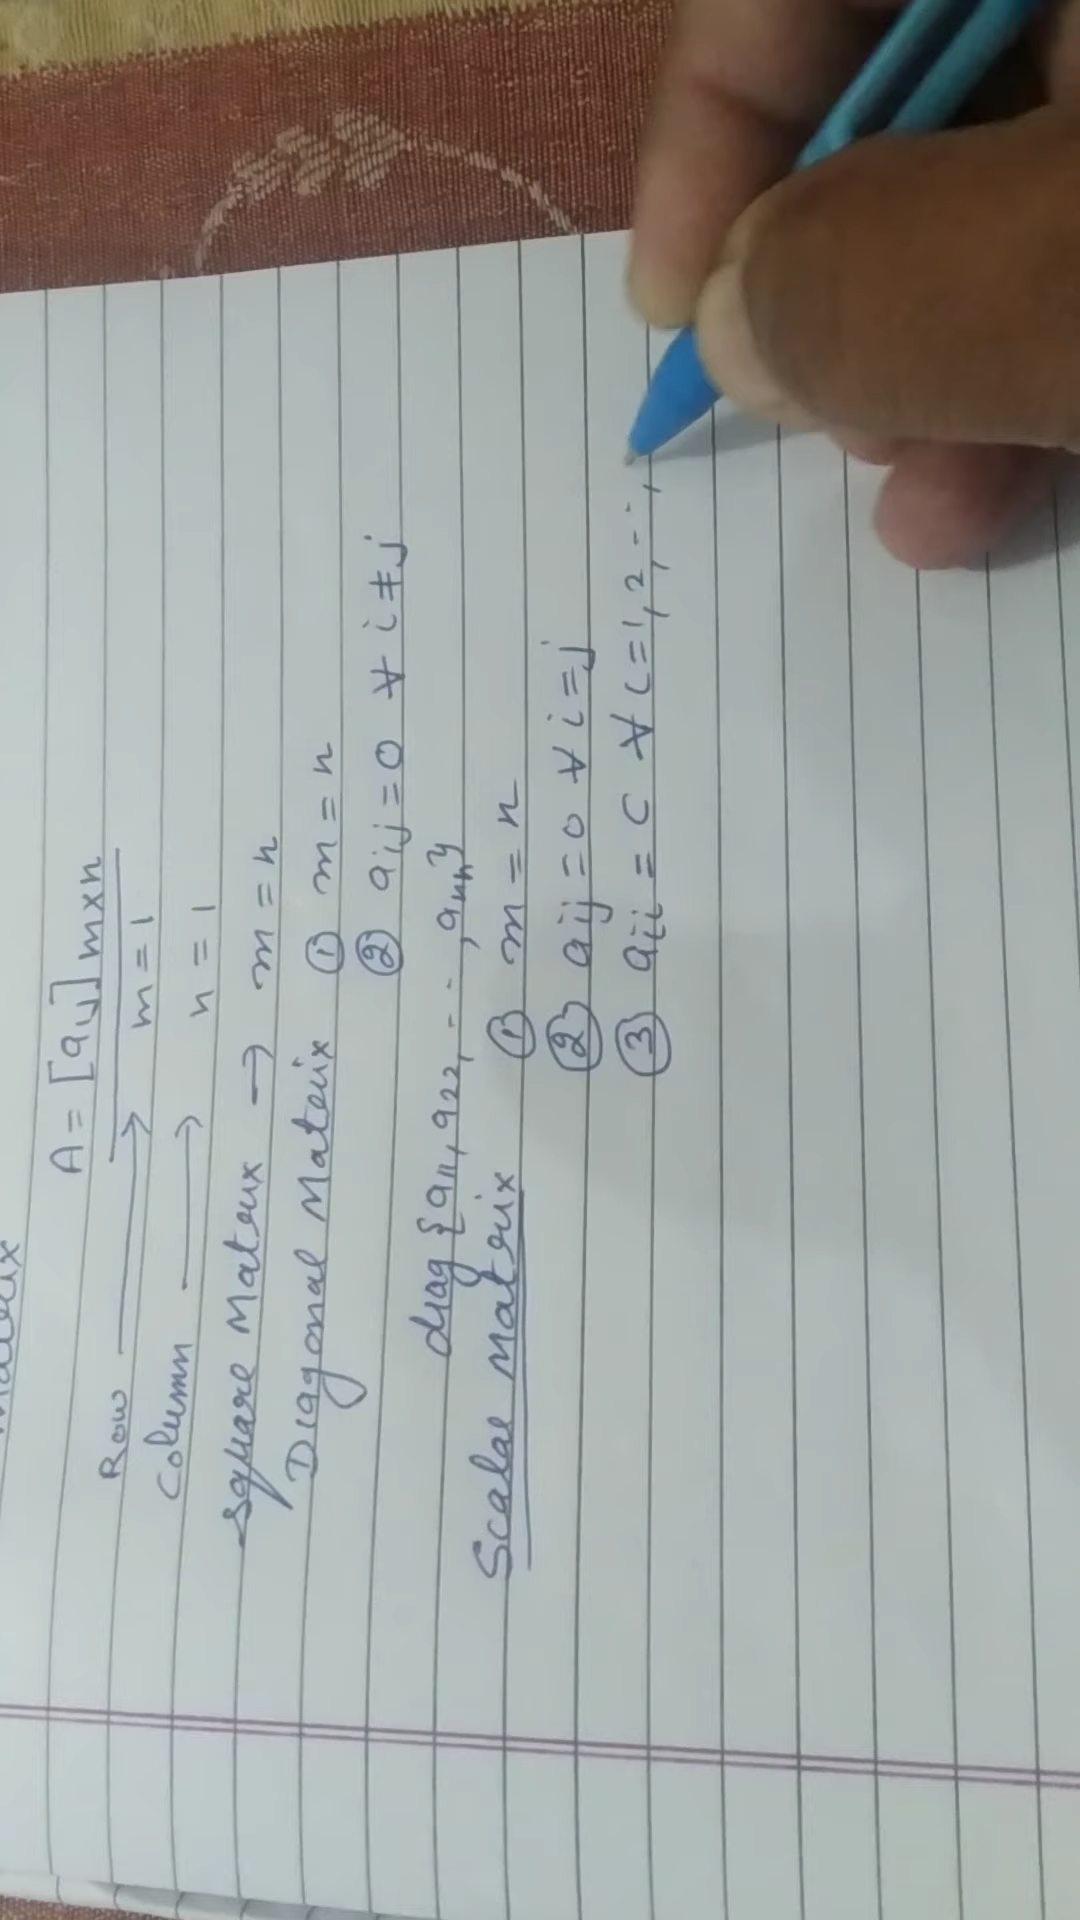 A = [aij] m×n
Row ⟶ m = 1
Column ⟶ n = 1
Square Matrix → m = n
Diagonal Matrix ① m = n
② aij = 0 ∀ i ≠ j
diag {a11, a22, - - -, ann}
Scalar Matrix ① m = n
② aij = 0 ∀ i = j
③ aii = C ∀ i = 1, 2, - - ,